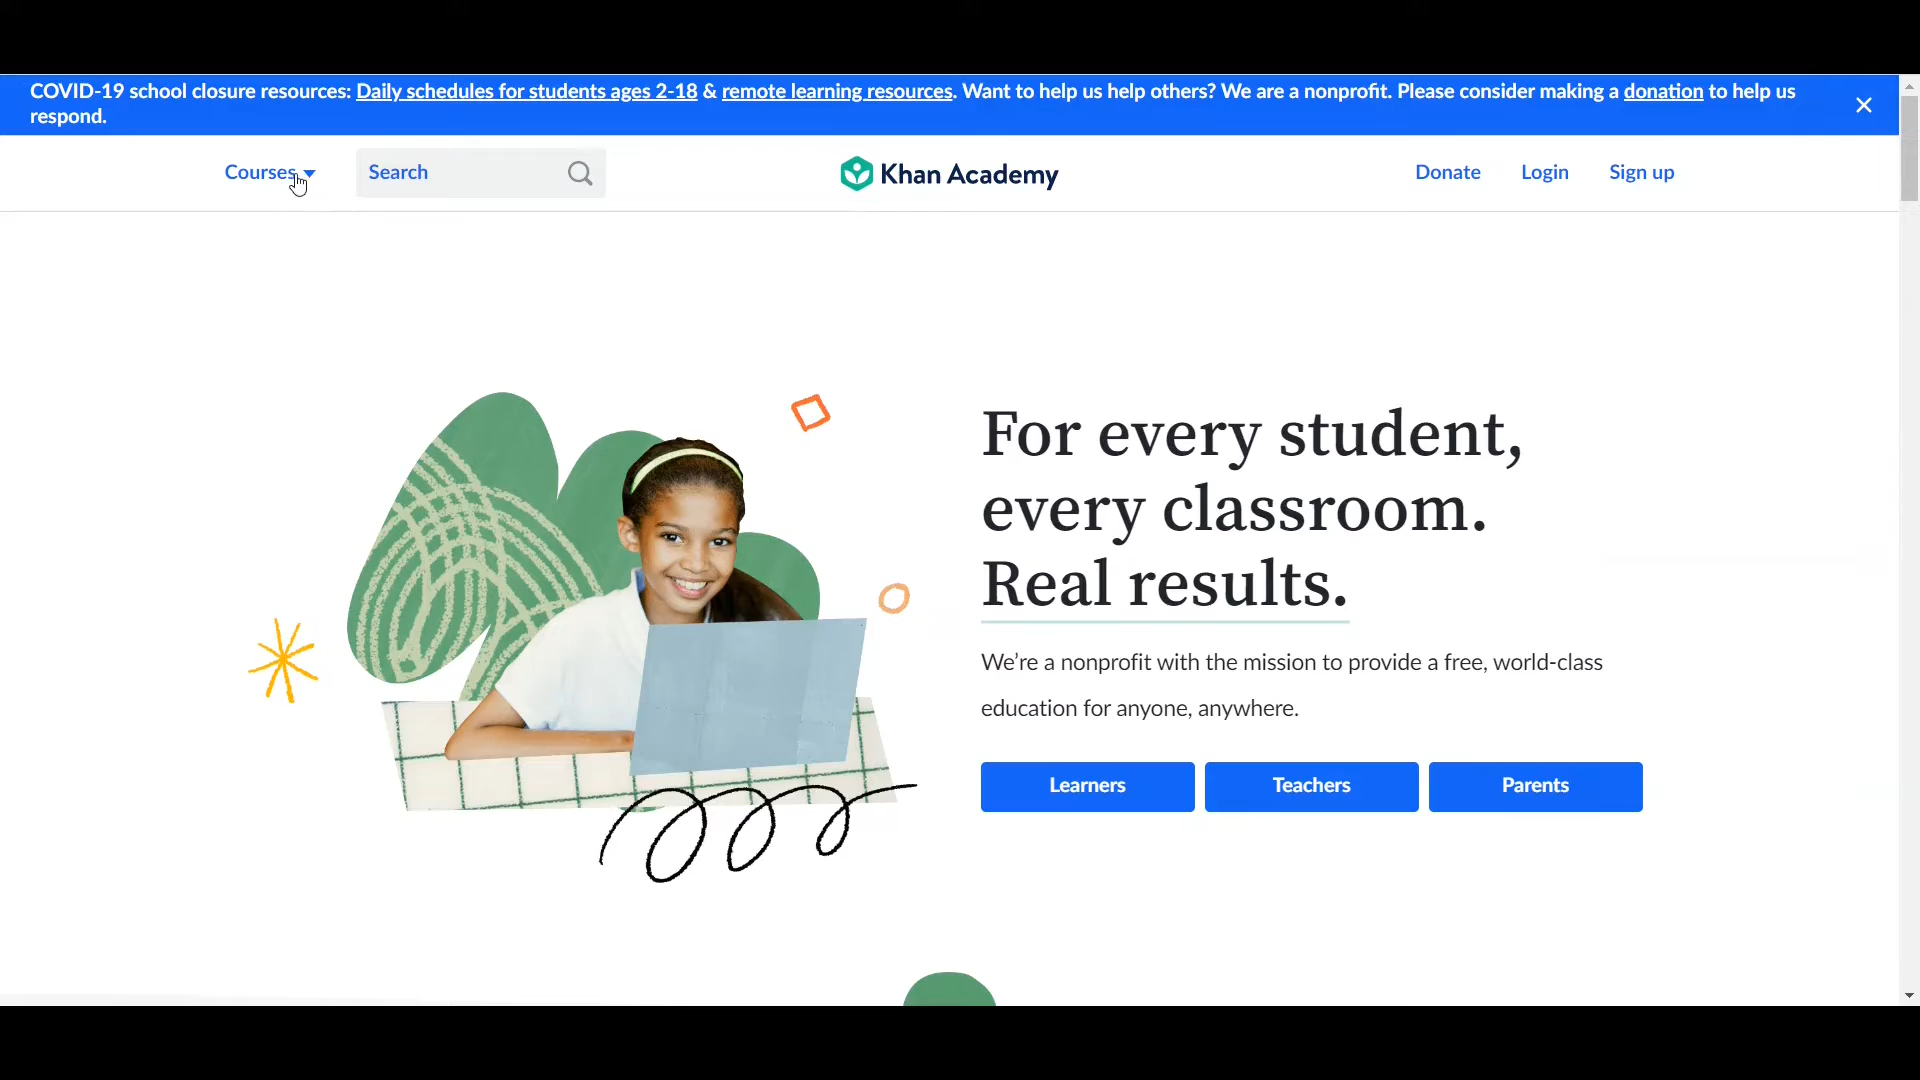 COVID-19 school closure resources: Daily schedules for students ages 2-18 & remote learning resources. Want to help us help others? We are a nonprofit. Please consider making a donation to help us
respond.
Courses
Search
Khan Academy
Donate
Login
Sign up
For every student,
every classroom.
Real results.
We’re a nonprofit with the mission to provide a free, world-class
education for anyone, anywhere.
Learners
Teachers
Parents